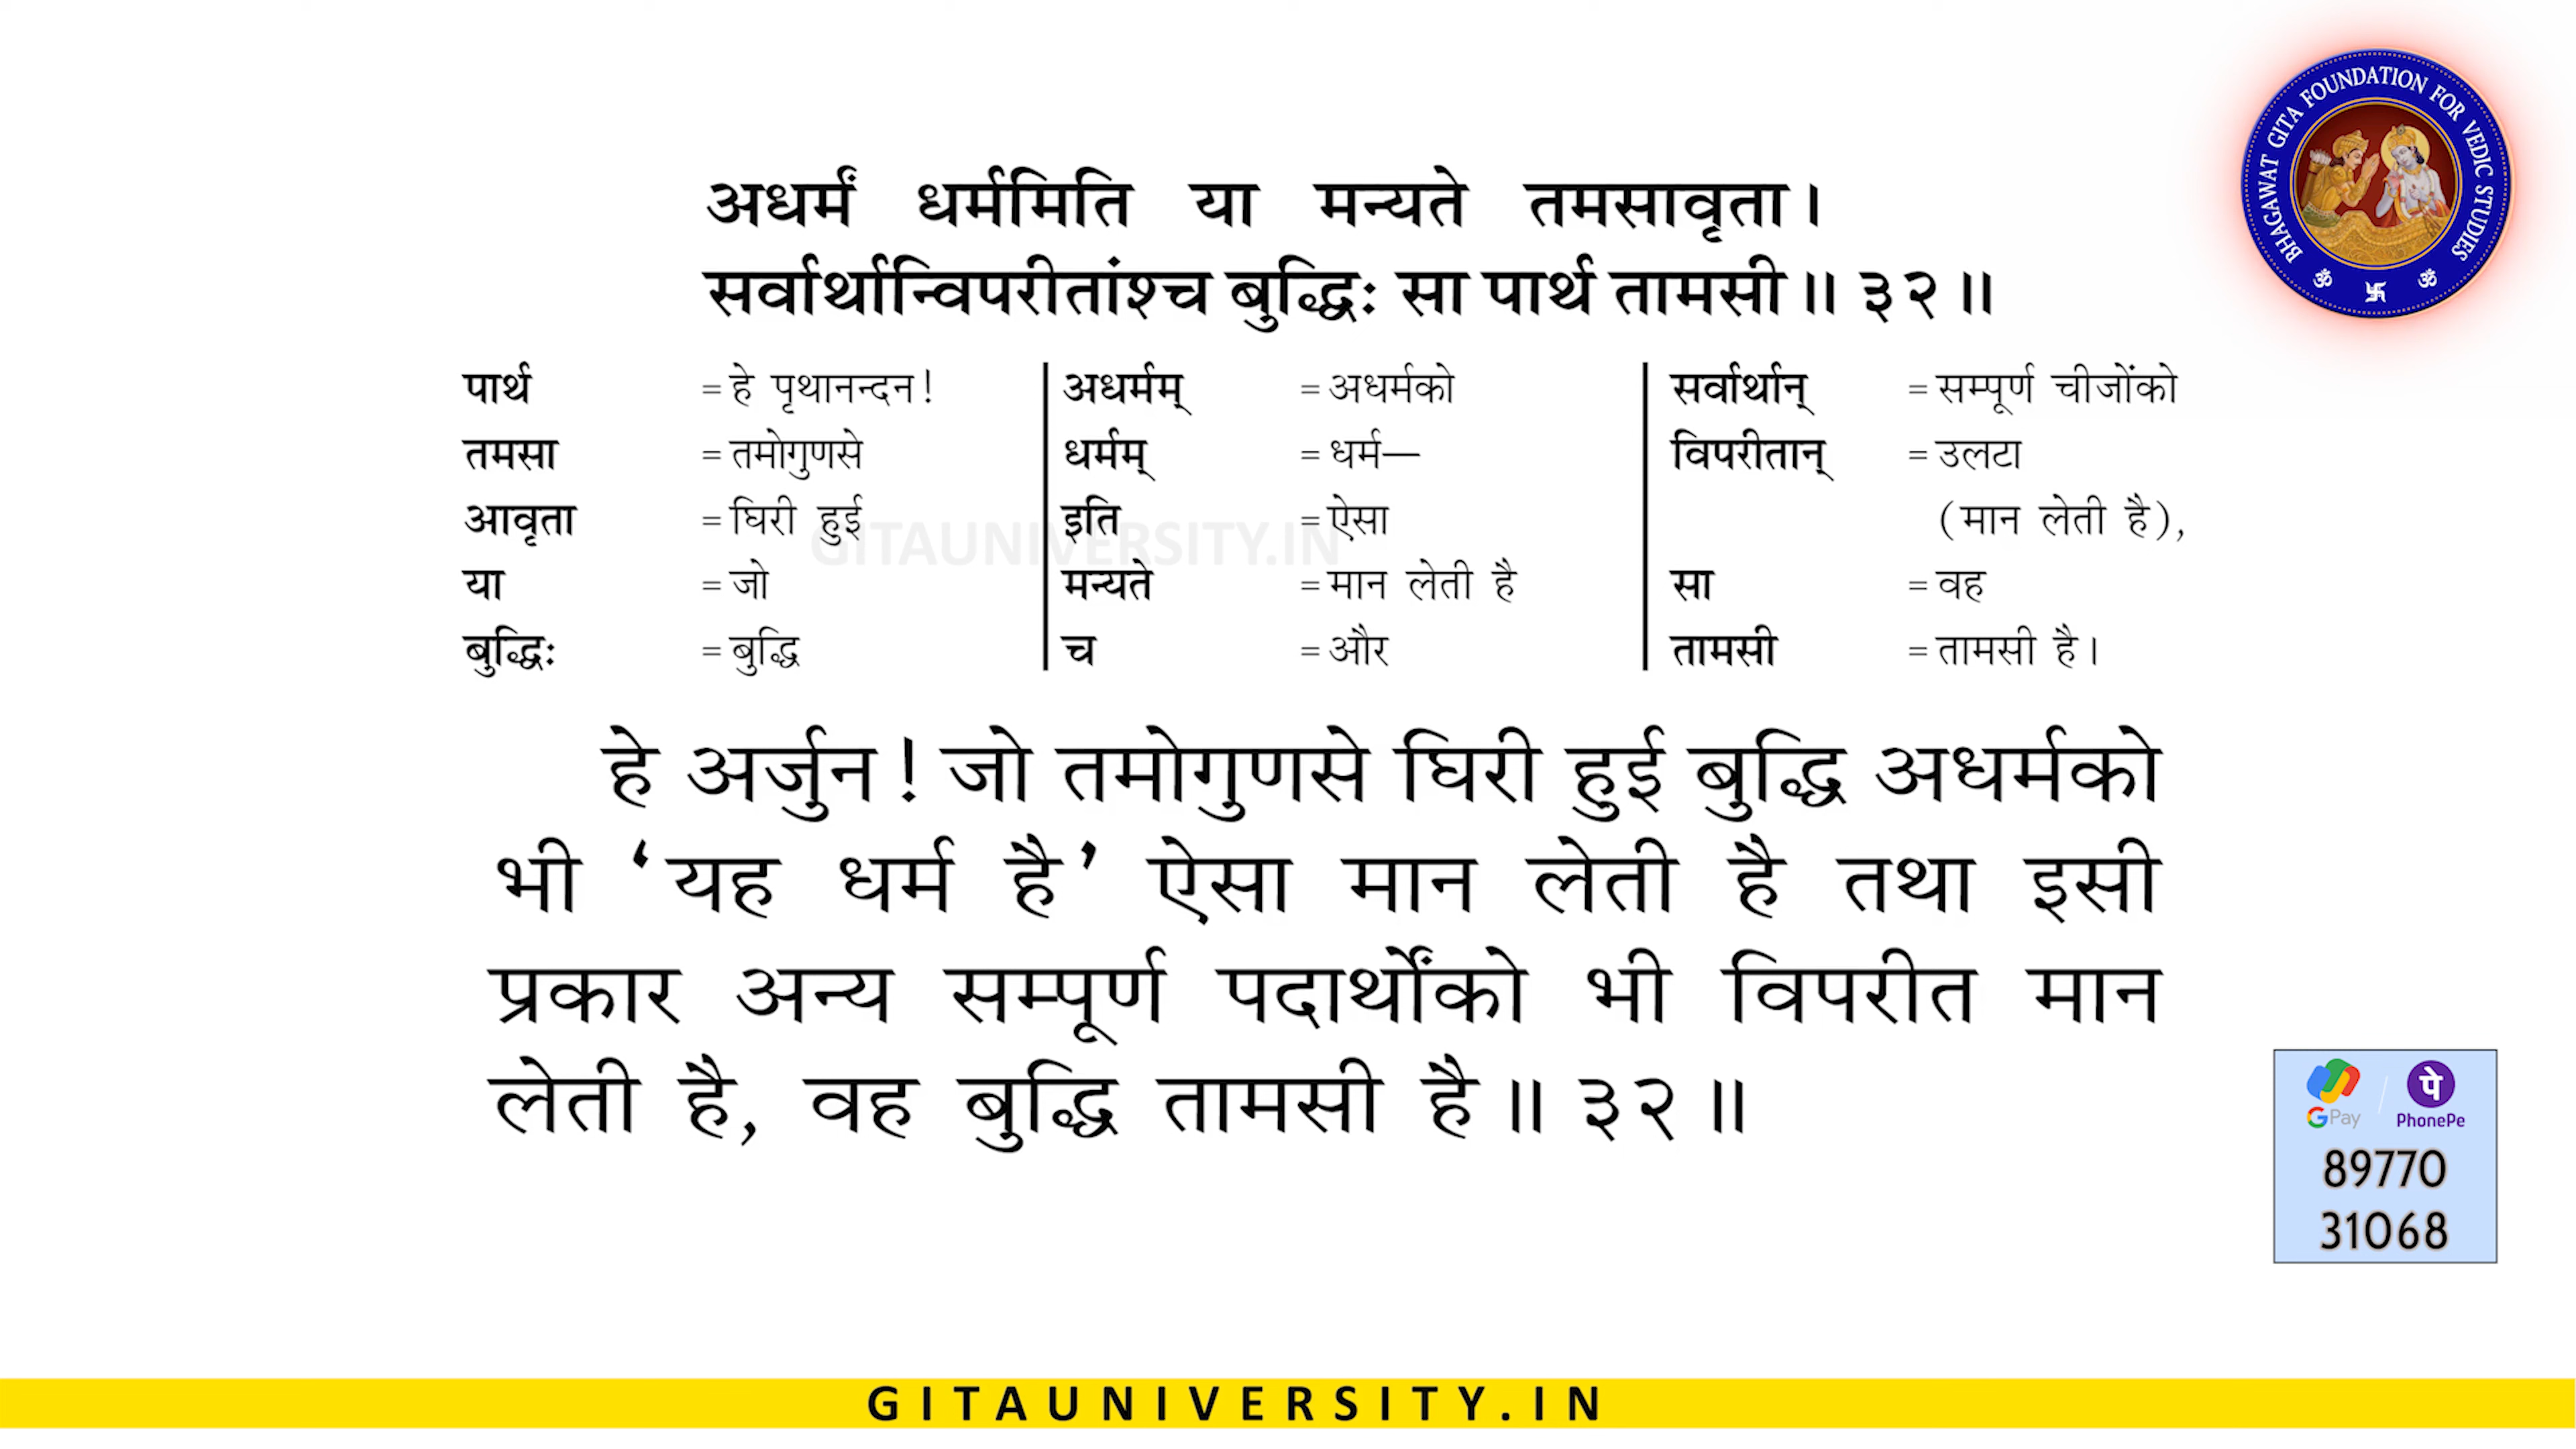 अधर्मं धर्ममिति या मन्यते तमसावृता।
सर्वार्थान्विपरीतांश्च बुद्धिः सा पार्थ तामसी॥ ३२॥
पार्थ = हे पृथानन्दन!
तमसा = तमोगुणसे
आवृता = घिरी हुई
या = जो
बुद्धिः = बुद्धि
अधर्मम् = अधर्मको
धर्मम् = धर्म—
इति = ऐसा
मन्यते = मान लेती है
च = और
सर्वार्थान् = सम्पूर्ण चीजोंको
विपरीतान् = उलटा
(मान लेती है),
सा = वह
तामसी = तामसी है।
GITAUNIVERSITY.IN
हे अर्जुन! जो तमोगुणसे घिरी हुई बुद्धि अधर्मको
भी ‘यह धर्म है’ ऐसा मान लेती है तथा इसी
प्रकार अन्य सम्पूर्ण पदार्थोंको भी विपरीत मान
लेती है, वह बुद्धि तामसी है॥ ३२॥
BHAGAWAT GITA FOUNDATION FOR VEDIC STUDIES
ॐ 卐 ॐ
G Pay / पे PhonePe
89770
31068
GITAUNIVERSITY.IN